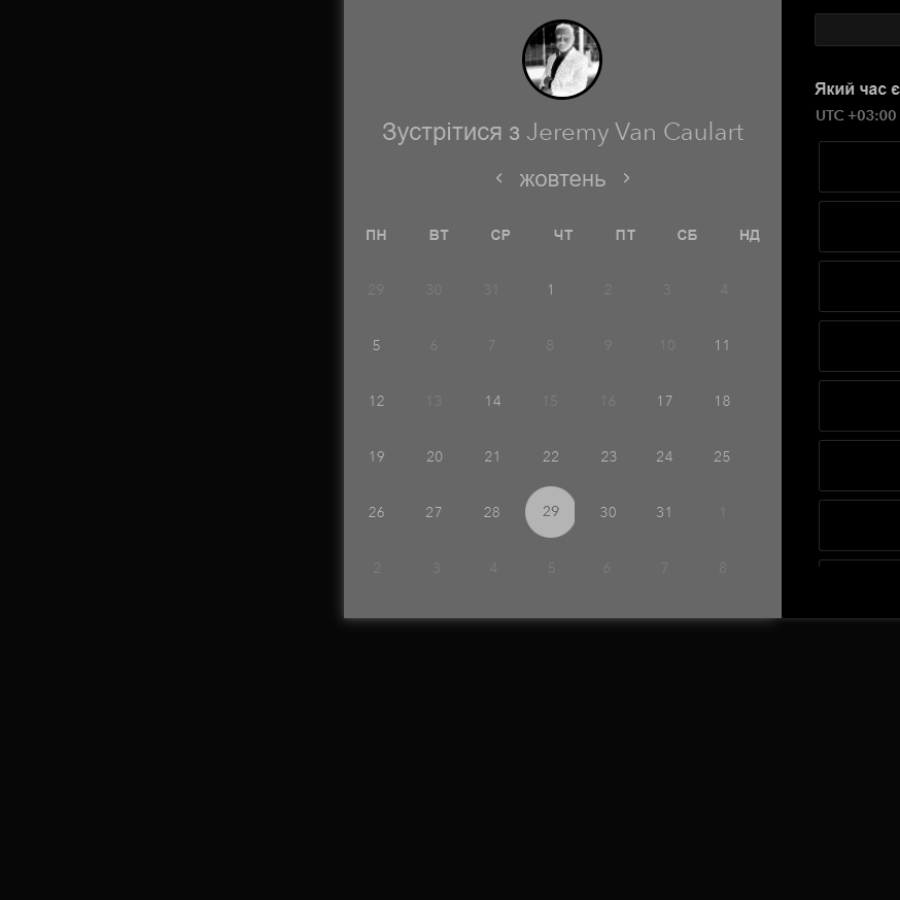 Зустрітися з Jeremy Van Caulart
жовтень
ПН ВТ СР ЧТ ПТ СБ НД
29 30 31 1 2 3 4
5 6 7 8 9 10 11
12 13 14 15 16 17 18
19 20 21 22 23 24 25
26 27 28 29 30 31 1
2 3 4 5 6 7 8
Який час є
UTC +03:00